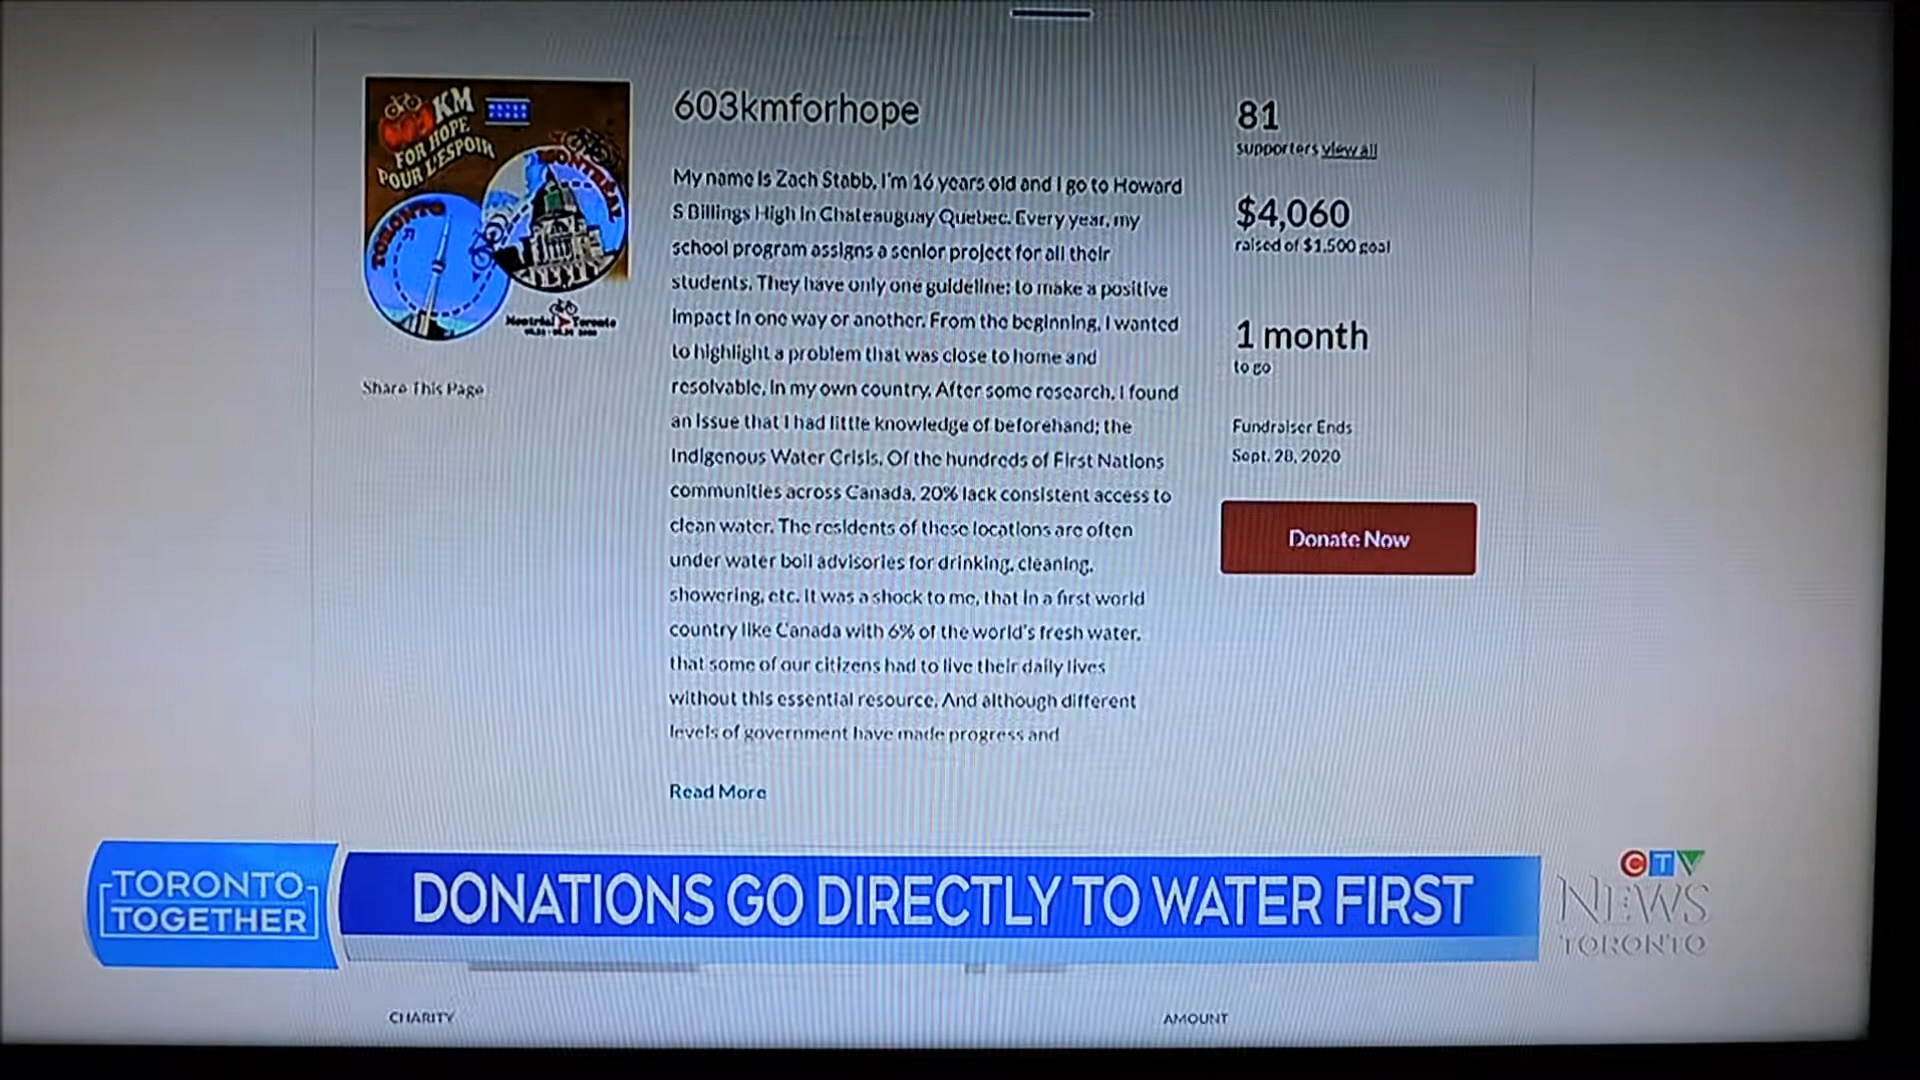 KM
FOR HOPE
POUR L'ESPOIR
TORONTO
MONTREAL
Montréal Toronto
Share This Page
603kmforhope
My name is Zach Stabb, I'm 16 years old and I go to Howard
S Billings High in Chateauguay Quebec. Every year, my
school program assigns a senior project for all their
students. They have only one guideline; to make a positive
impact in one way or another. From the beginning, I wanted
to highlight a problem that was close to home and
resolvable, in my own country. After some research, I found
an issue that I had little knowledge of beforehand; the
Indigenous Water Crisis. Of the hundreds of First Nations
communities across Canada, 20% lack consistent access to
clean water. The residents of these locations are often
under water boil advisories for drinking, cleaning,
showering, etc. It was a shock to me, that in a first world
country like Canada with 6% of the world's fresh water,
that some of our citizens had to live their daily lives
without this essential resource. And although different
levels of government have made progress and
Read More
81
supporters view all
$4,060
raised of $1,500 goal
1 month
to go
Fundraiser Ends
Sept. 28, 2020
Donate Now
TORONTO
TOGETHER
DONATIONS GO DIRECTLY TO WATER FIRST
CTV
NEWS
TORONTO
CHARITY
AMOUNT